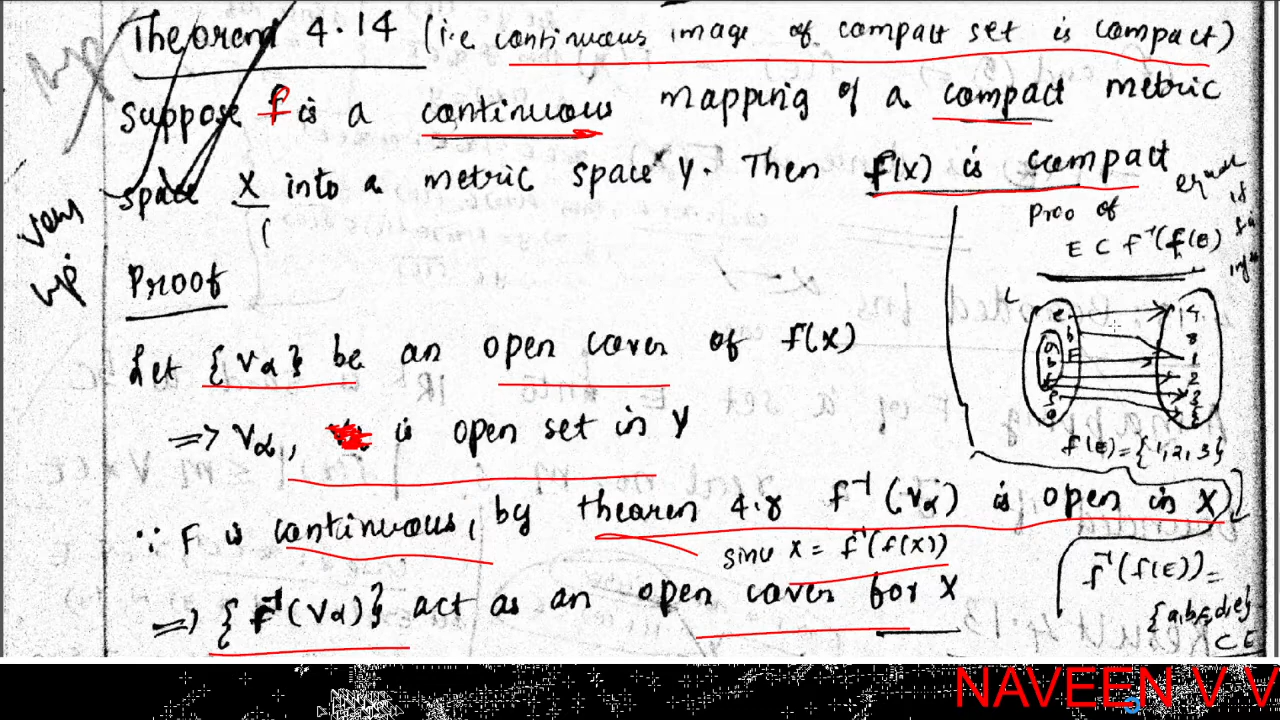 Theorem 4.14 (i.e continuous image of compact set is compact)
suppose f is a continuous mapping of a compact metric
space X into a metric space Y. Then f(x) is compact
very
imp
Proof
Let {Vα} be an open cover of f(x)
=> Vα, is open set in Y
∵ F is continuous, by theorem 4.8 f⁻¹(Vα) is open in X
since X = f⁻¹(f(X))
=> {f⁻¹(Vα)} act as an open cover for X
Proo of
E ⊂ f⁻¹(f(E))
f(E) = {1,2,3}
f⁻¹(f(E)) =
{a,b,c,d,e}
⊂ E
NAVEEN V V